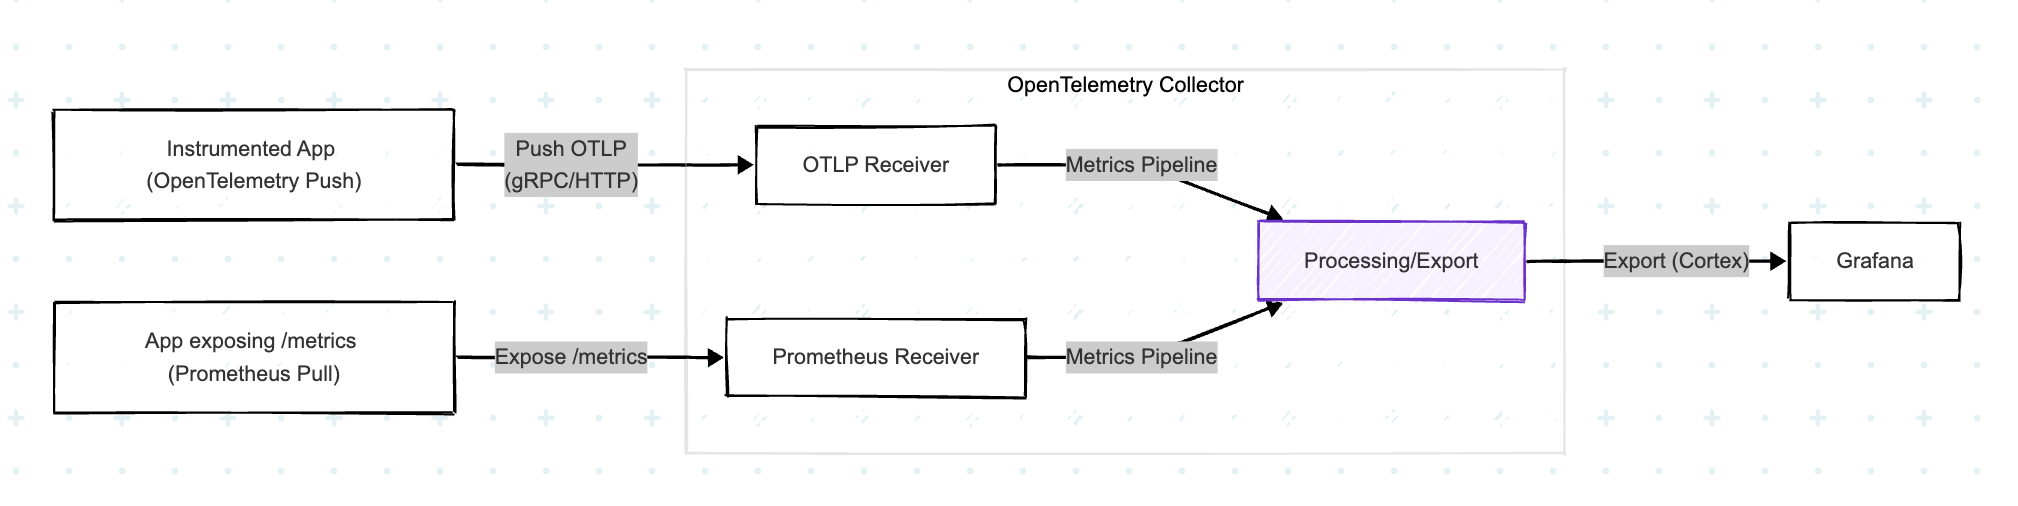 OpenTelemetry Collector
Instrumented App
(OpenTelemetry Push)
Push OTLP
(gRPC/HTTP)
OTLP Receiver
Metrics Pipeline
Processing/Export
Export (Cortex)
Grafana
App exposing /metrics
(Prometheus Pull)
Expose /metrics
Prometheus Receiver
Metrics Pipeline